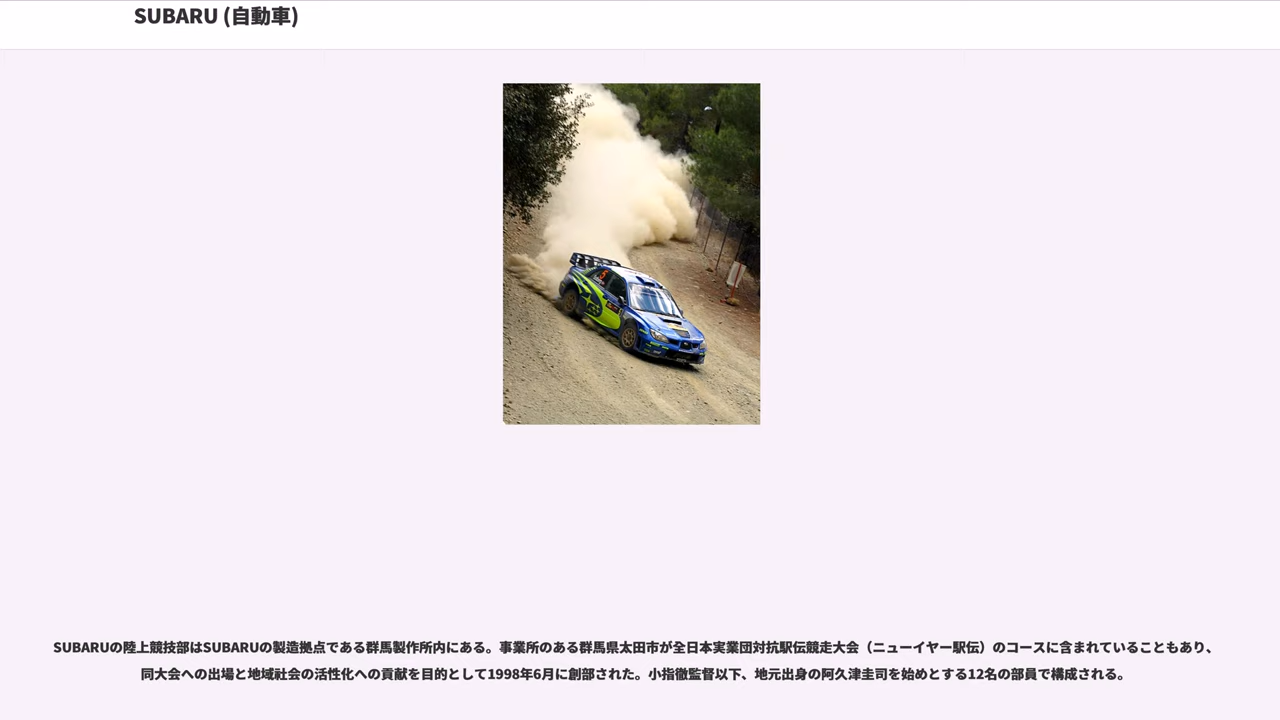 SUBARU (自動車)
SUBARUの陸上競技部はSUBARUの製造拠点である群馬製作所内にある。事業所のある群馬県太田市が全日本実業団対抗駅伝競走大会（ニューイヤー駅伝）のコースに含まれていることもあり、
同大会への出場と地域社会の活性化への貢献を目的として1998年6月に創部された。小指徹監督以下、地元出身の阿久津圭司を始めとする12名の部員で構成される。